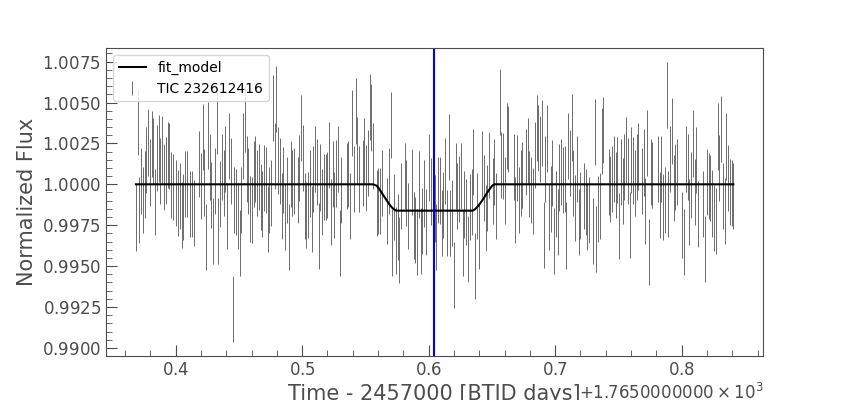 fit_model
TIC 232612416
1.0075
1.0050
1.0025
1.0000
0.9975
0.9950
0.9925
0.9900
Normalized Flux
0.4 0.5 0.6 0.7 0.8
Time - 2457000 [BTJD days]
+1.7650000000 × 10³